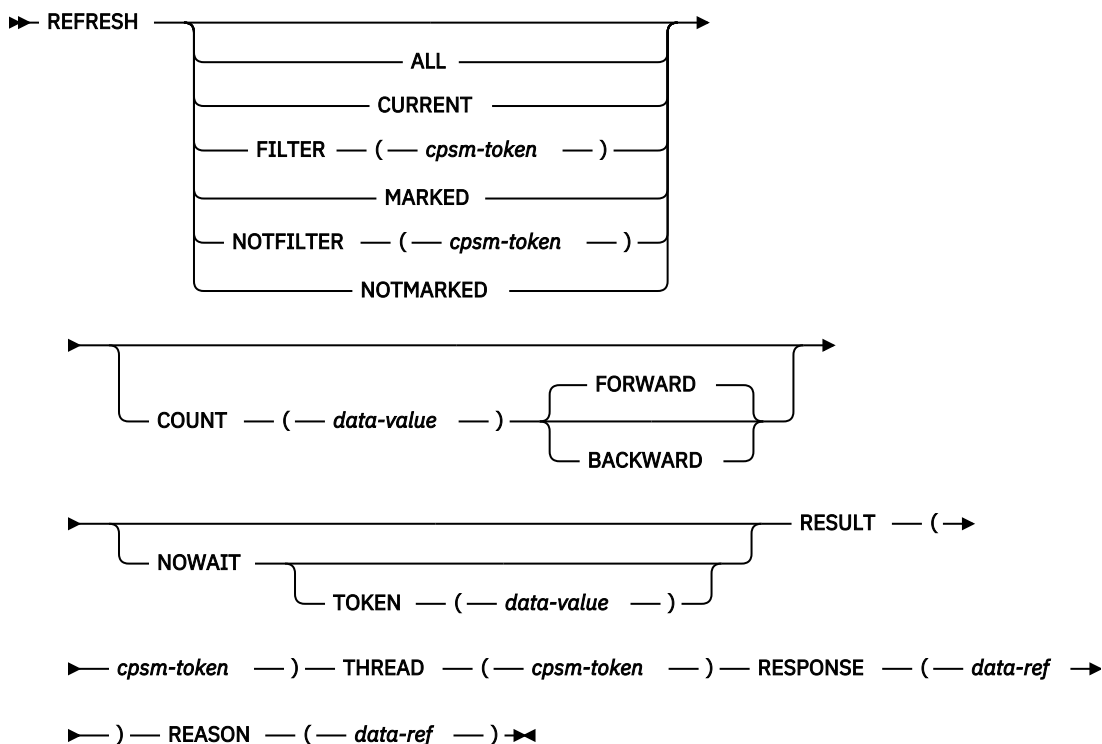 REFRESH
ALL
CURRENT
FILTER ( cpsm-token )
MARKED
NOTFILTER ( cpsm-token )
NOTMARKED
FORWARD
COUNT ( data-value )
BACKWARD
RESULT (
NOWAIT
TOKEN ( data-value )
cpsm-token ) THREAD ( cpsm-token ) RESPONSE ( data-ref
) REASON ( data-ref )